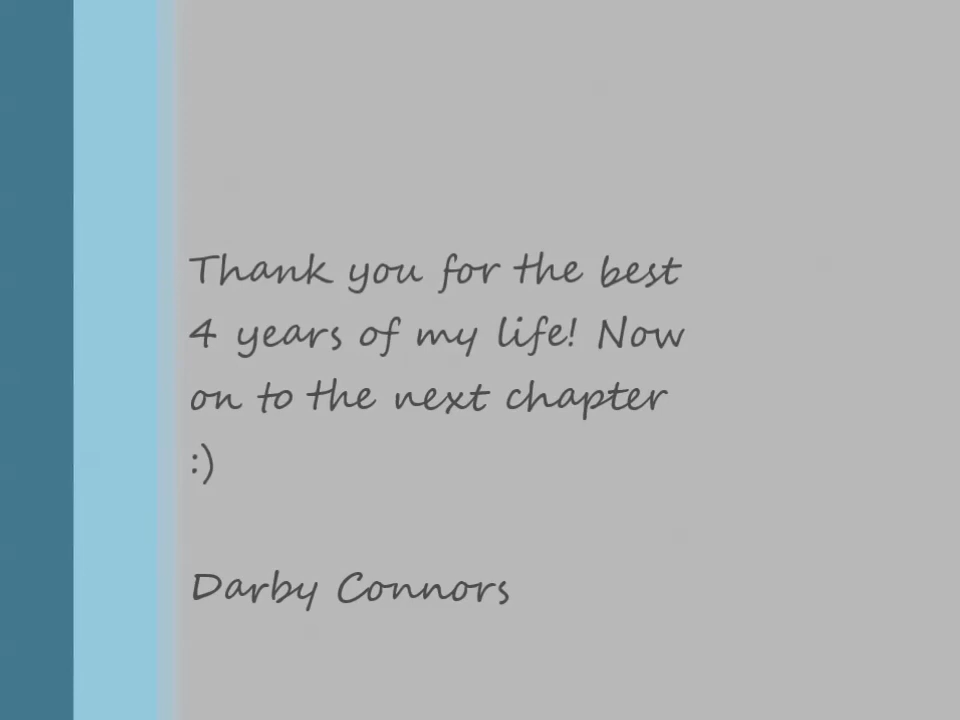 Thank you for the best
4 years of my life! Now
on to the next chapter
:)
Darby Connors